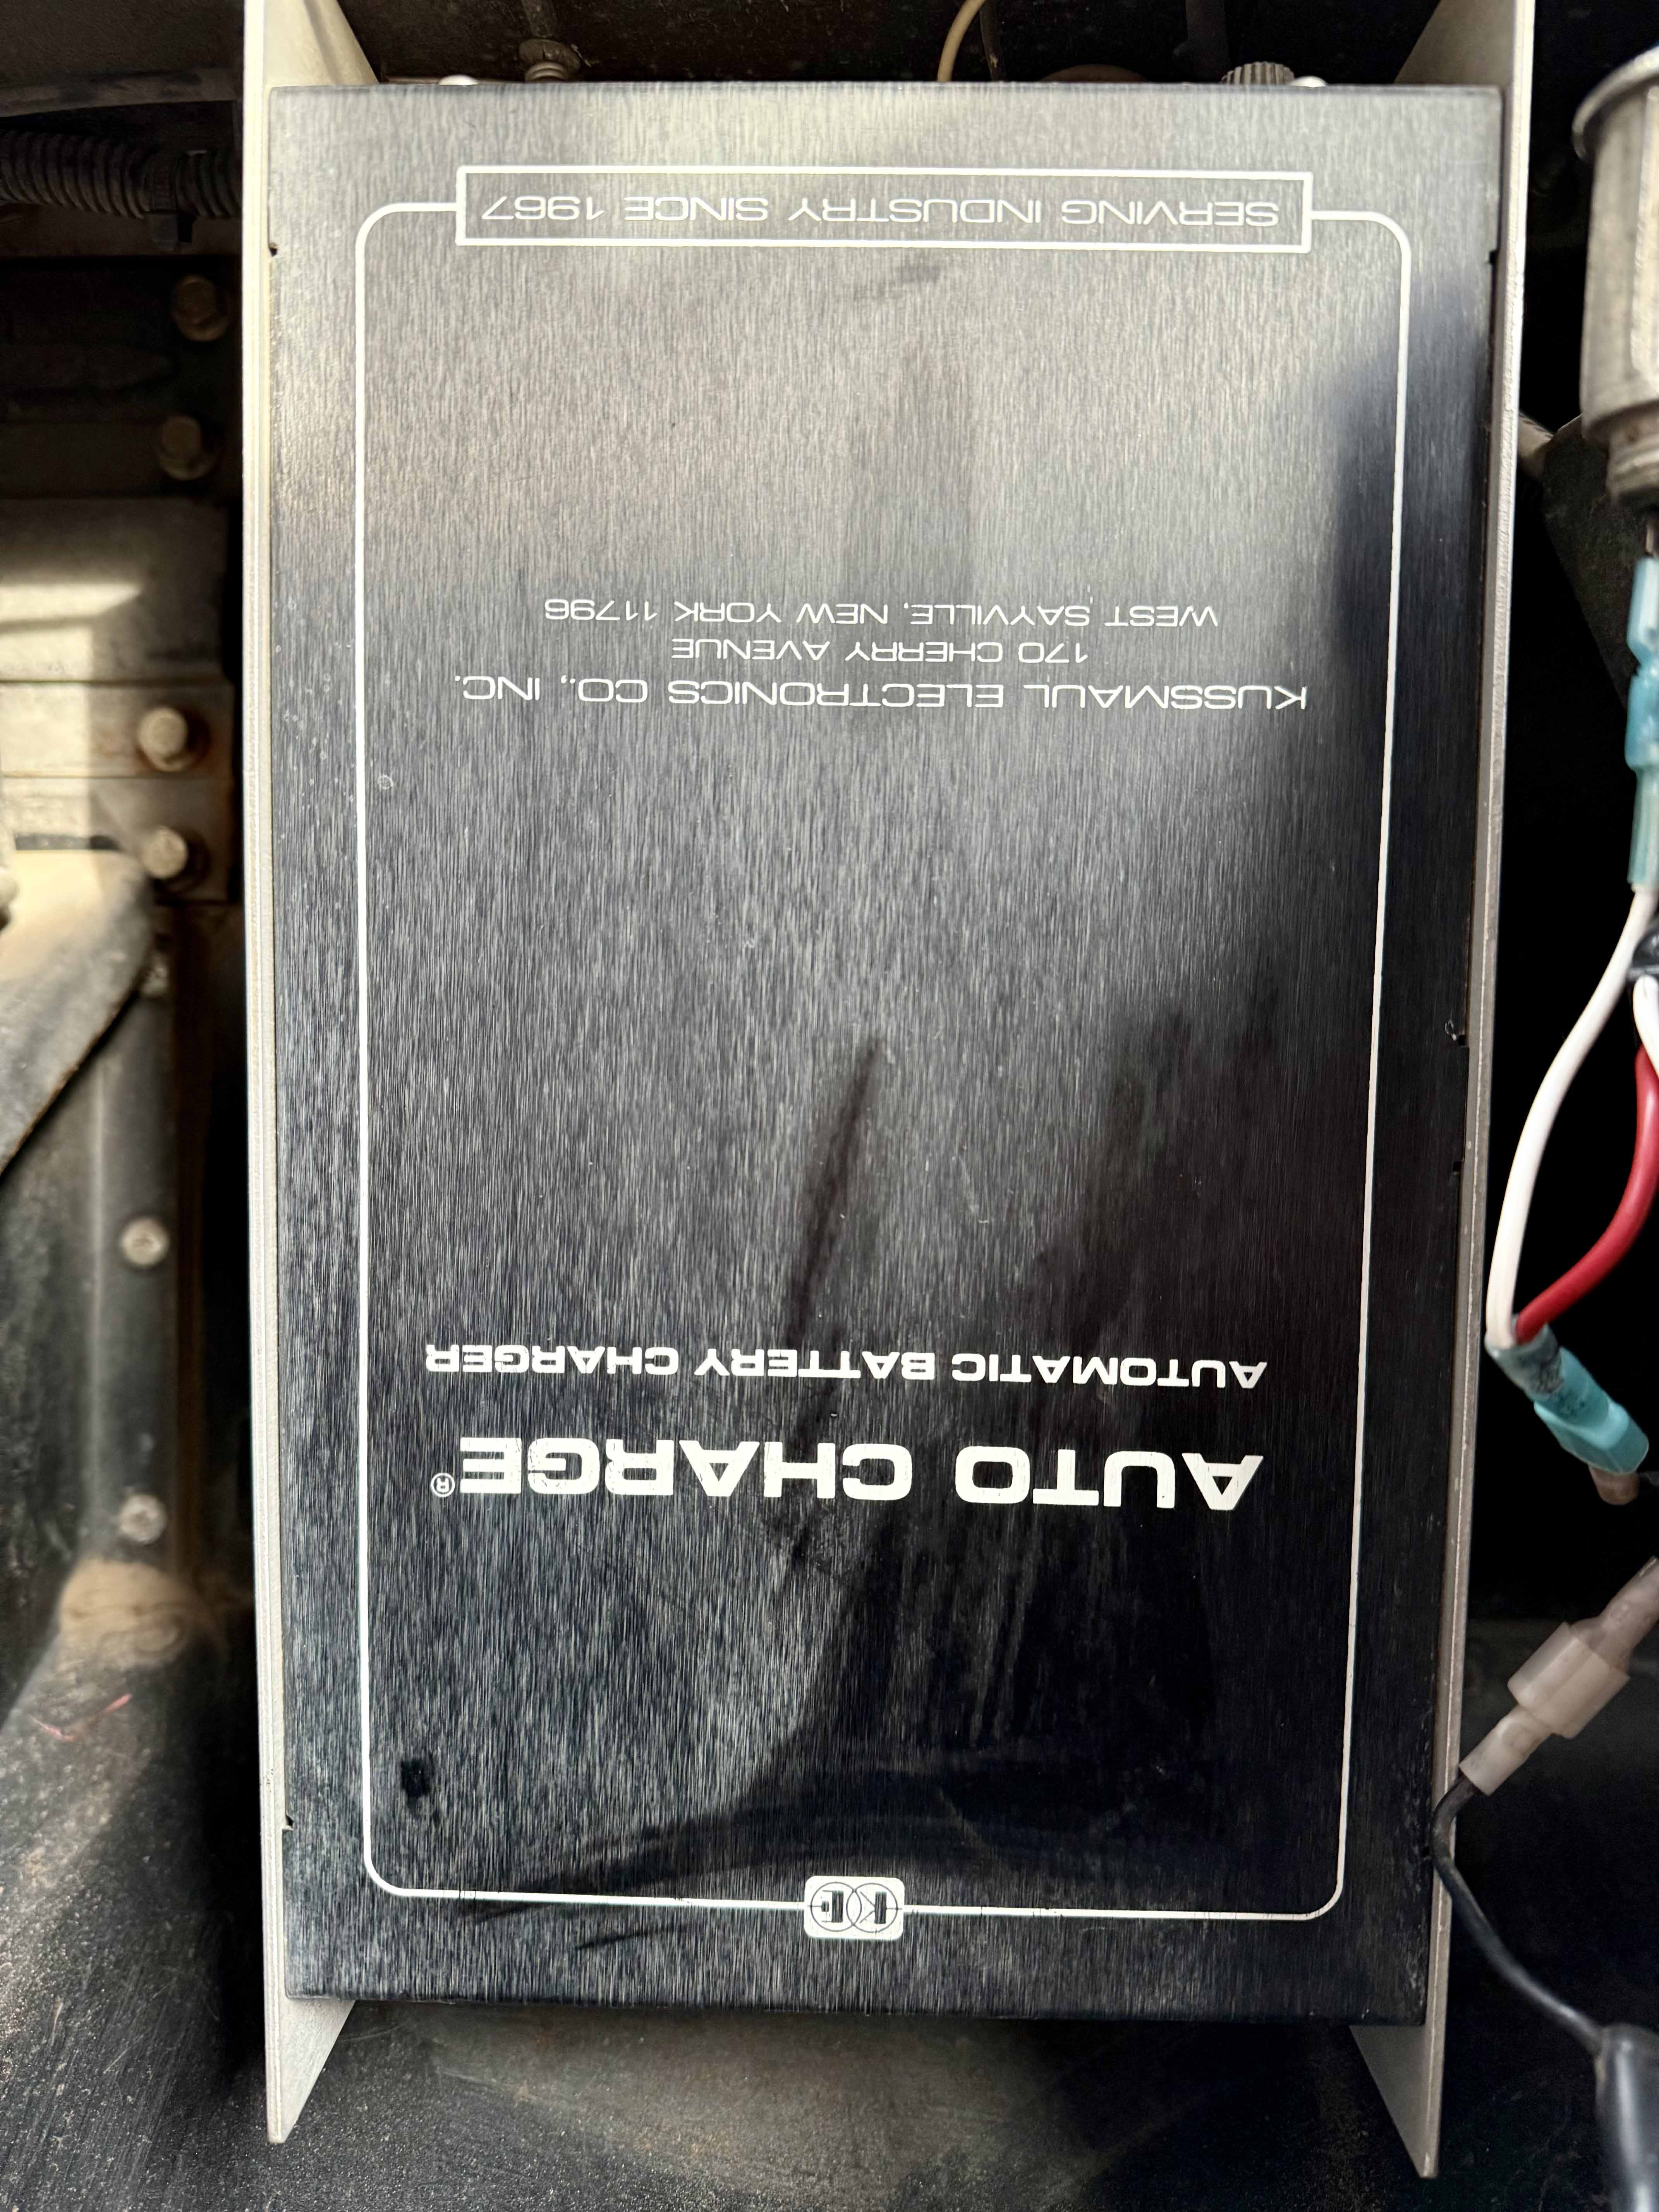 KE
AUTO CHARGE®
AUTOMATIC BATTERY CHARGER
KUSSMAUL ELECTRONICS CO., INC.
170 CHERRY AVENUE
WEST SAYVILLE, NEW YORK 11796
SERVING INDUSTRY SINCE 1967